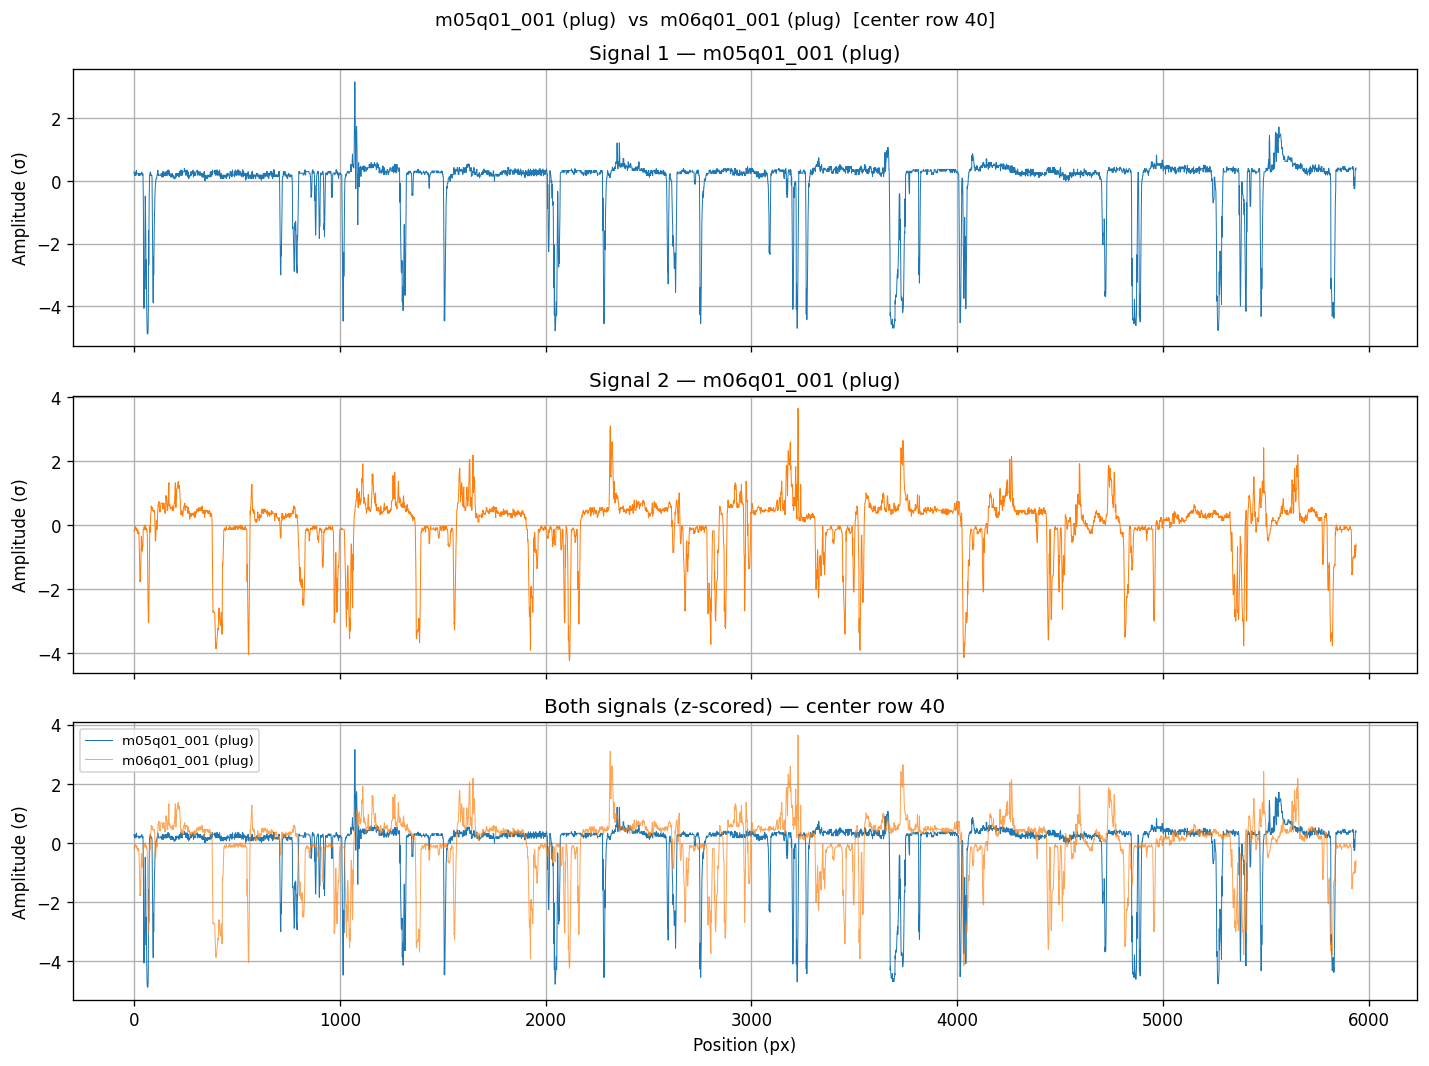 m05q01_001 (plug)  vs  m06q01_001 (plug)  [center row 40]
Signal 1 — m05q01_001 (plug)
Amplitude (σ)
2
0
−2
−4
Signal 2 — m06q01_001 (plug)
Amplitude (σ)
4
2
0
−2
−4
Both signals (z-scored) — center row 40
m05q01_001 (plug)
m06q01_001 (plug)
Amplitude (σ)
4
2
0
−2
−4
0 1000 2000 3000 4000 5000 6000
Position (px)